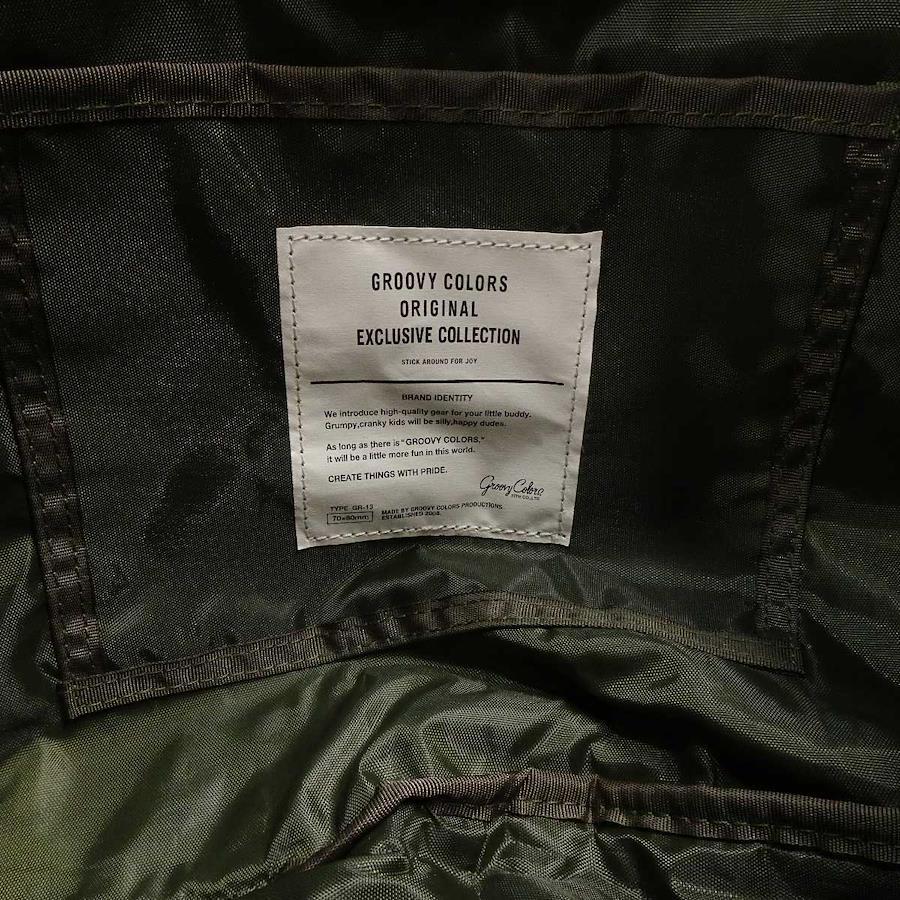 GROOVY COLORS
ORIGINAL
EXCLUSIVE COLLECTION
STICK AROUND FOR JOY
BRAND IDENTITY
We introduce high-quality gear for your little buddy.
Grumpy,cranky kids will be silly,happy dudes.
As long as there is "GROOVY COLORS,"
it will be a little more fun in this world.
CREATE THINGS WITH PRIDE.
Groovy Colors
FITH CO.,LTD.
TYPE GR-13
70×80mm
MADE BY GROOVY COLORS PRODUCTIONS.
ESTABLISHED 2008.